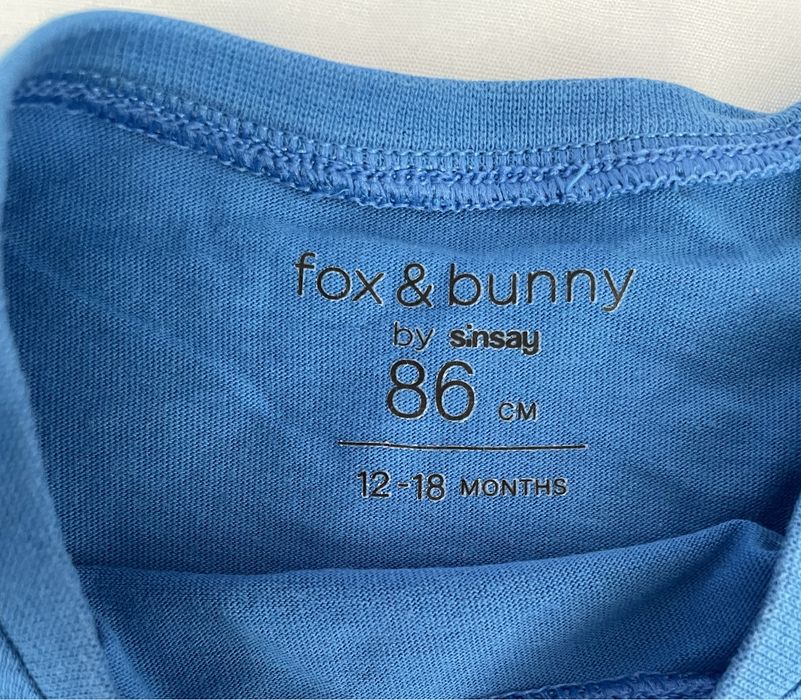 fox & bunny
by sinsay
86 CM
12-18 MONTHS